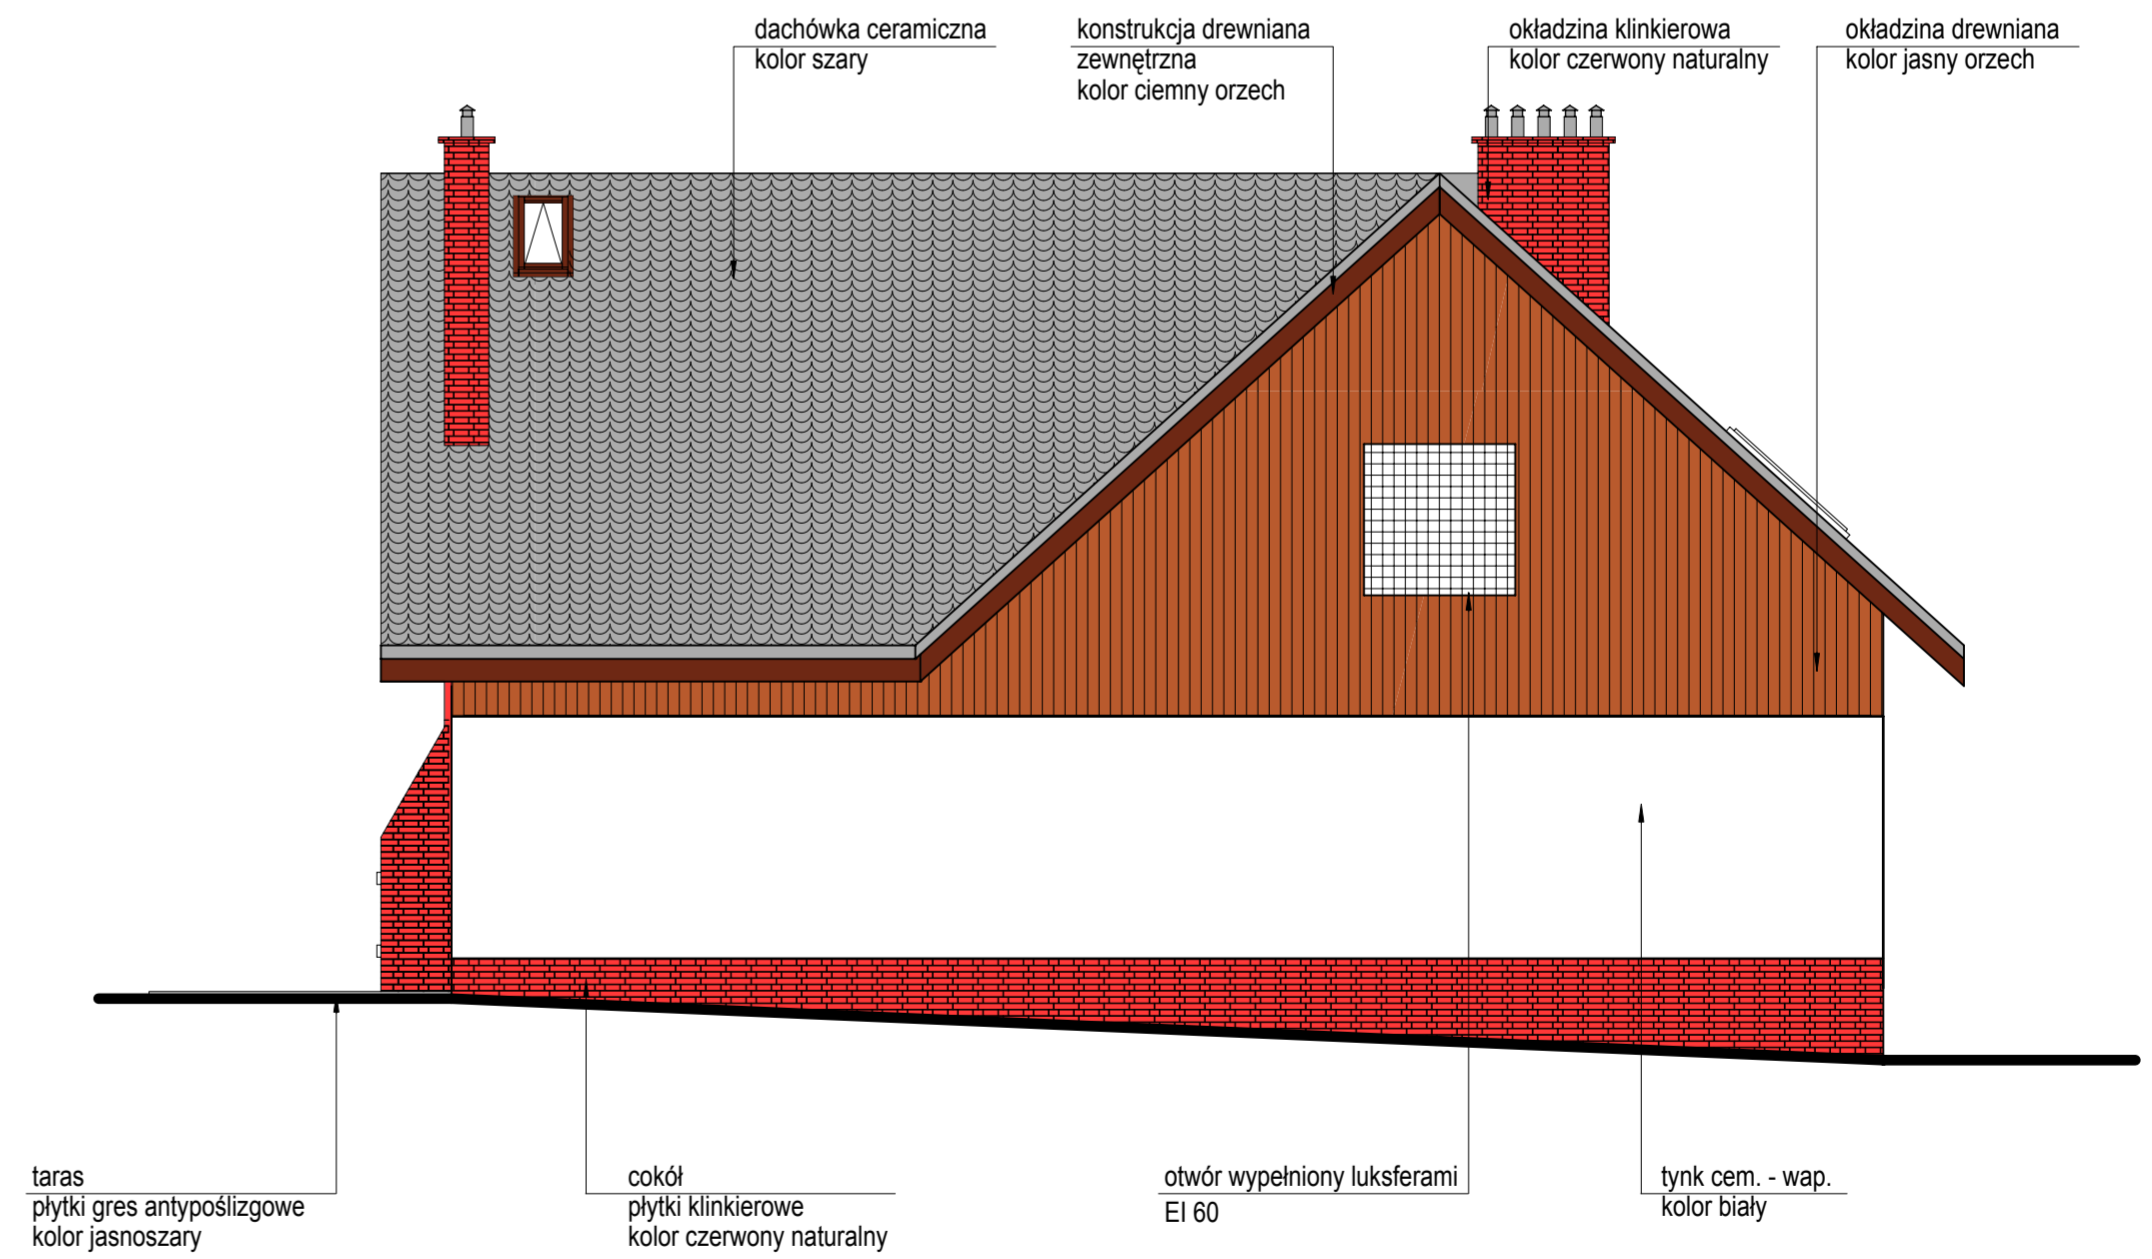 dachówka ceramiczna
kolor szary
konstrukcja drewniana
zewnętrzna
kolor ciemny orzech
okładzina klinkierowa
kolor czerwony naturalny
okładzina drewniana
kolor jasny orzech
taras
płytki gres antypoślizgowe
kolor jasnoszary
cokół
płytki klinkierowe
kolor czerwony naturalny
otwór wypełniony luksferami
EI 60
tynk cem. - wap.
kolor biały